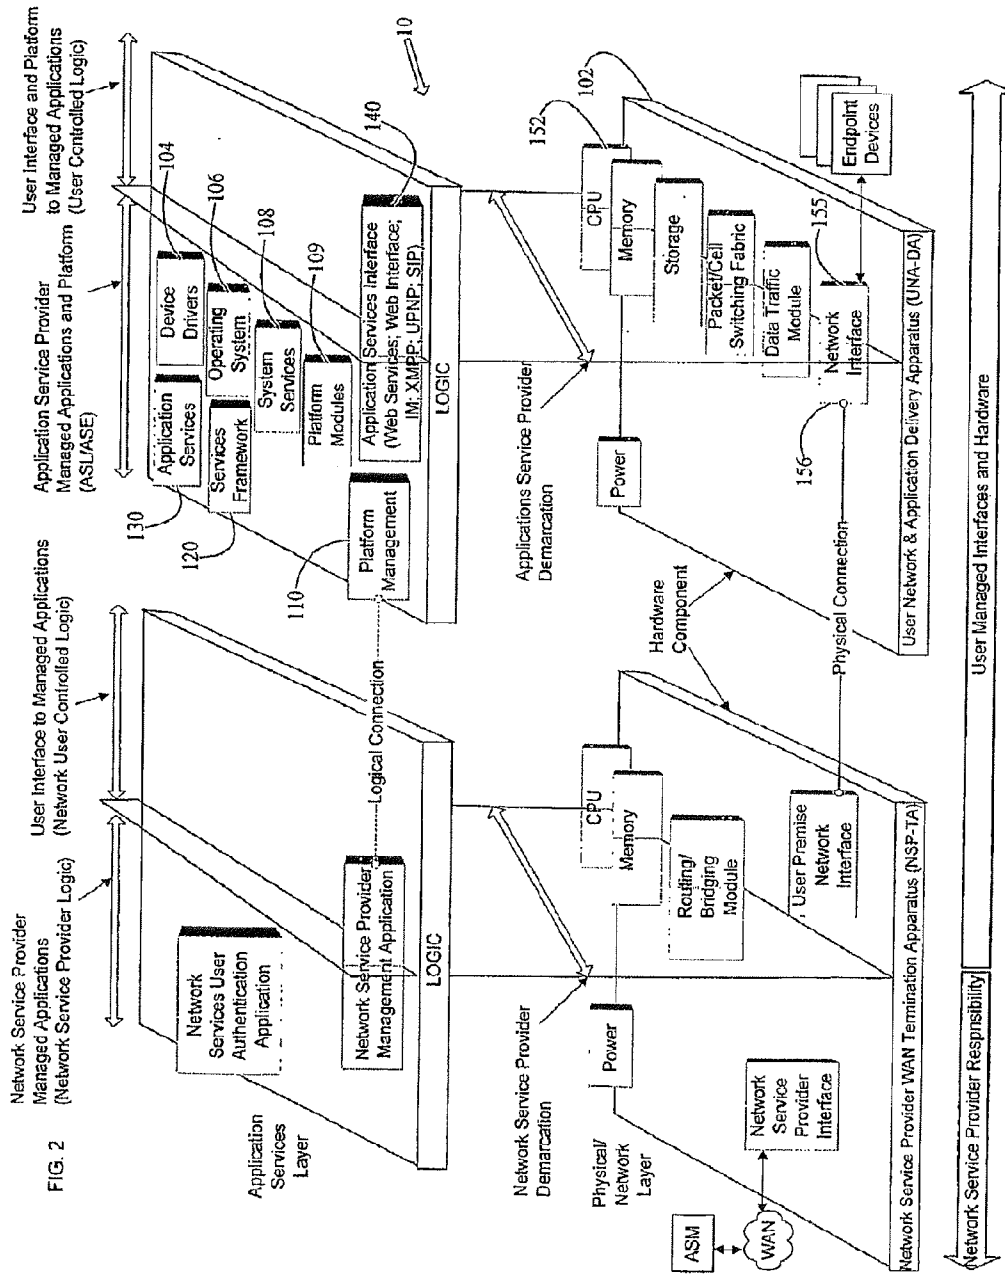 FIG. 2
Network Service Provider
Managed Applications
(Network Service Provider Logic)
User Interface to Managed Applications
(Network User Controlled Logic)
Application Service Provider
Managed Applications and Platform
(ASL/ASE)
User Interface and Platform
to Managed Applications
(User Controlled Logic)
Application
Services
Layer
Network
Services User
Authentication
Application
Network Service Provider
Management Application
LOGIC
Logical Connection
130
Application
Services
104
Device
Drivers
120
Services
Framework
106
Operating
System
108
System
Services
109
Platform
Modules
110
Platform
Management
140
Application Services Interface
(Web Services; Web Interface;
IM; XMPP; UPNP; SIP)
LOGIC
10
Network Service Provider
Demarcation
Applications Service Provider
Demarcation
Physical/
Network
Layer
ASM
WAN
Network
Service
Provider
Interface
Power
CPU
Memory
Routing/
Bridging
Module
User Premise
Network
Interface
Network Service Provider WAN Termination Apparatus (NSP-TA)
Hardware
Component
Physical Connection
Power
152
102
CPU
Memory
Storage
Packet/Cell
Switching Fabric
Data Traffic
Module
Network
Interface
155
156
Endpoint
Devices
User Network & Application Delivery Apparatus (UNA-DA)
Network Service Provider Respnsibility
User Managed Interfaces and Hardware